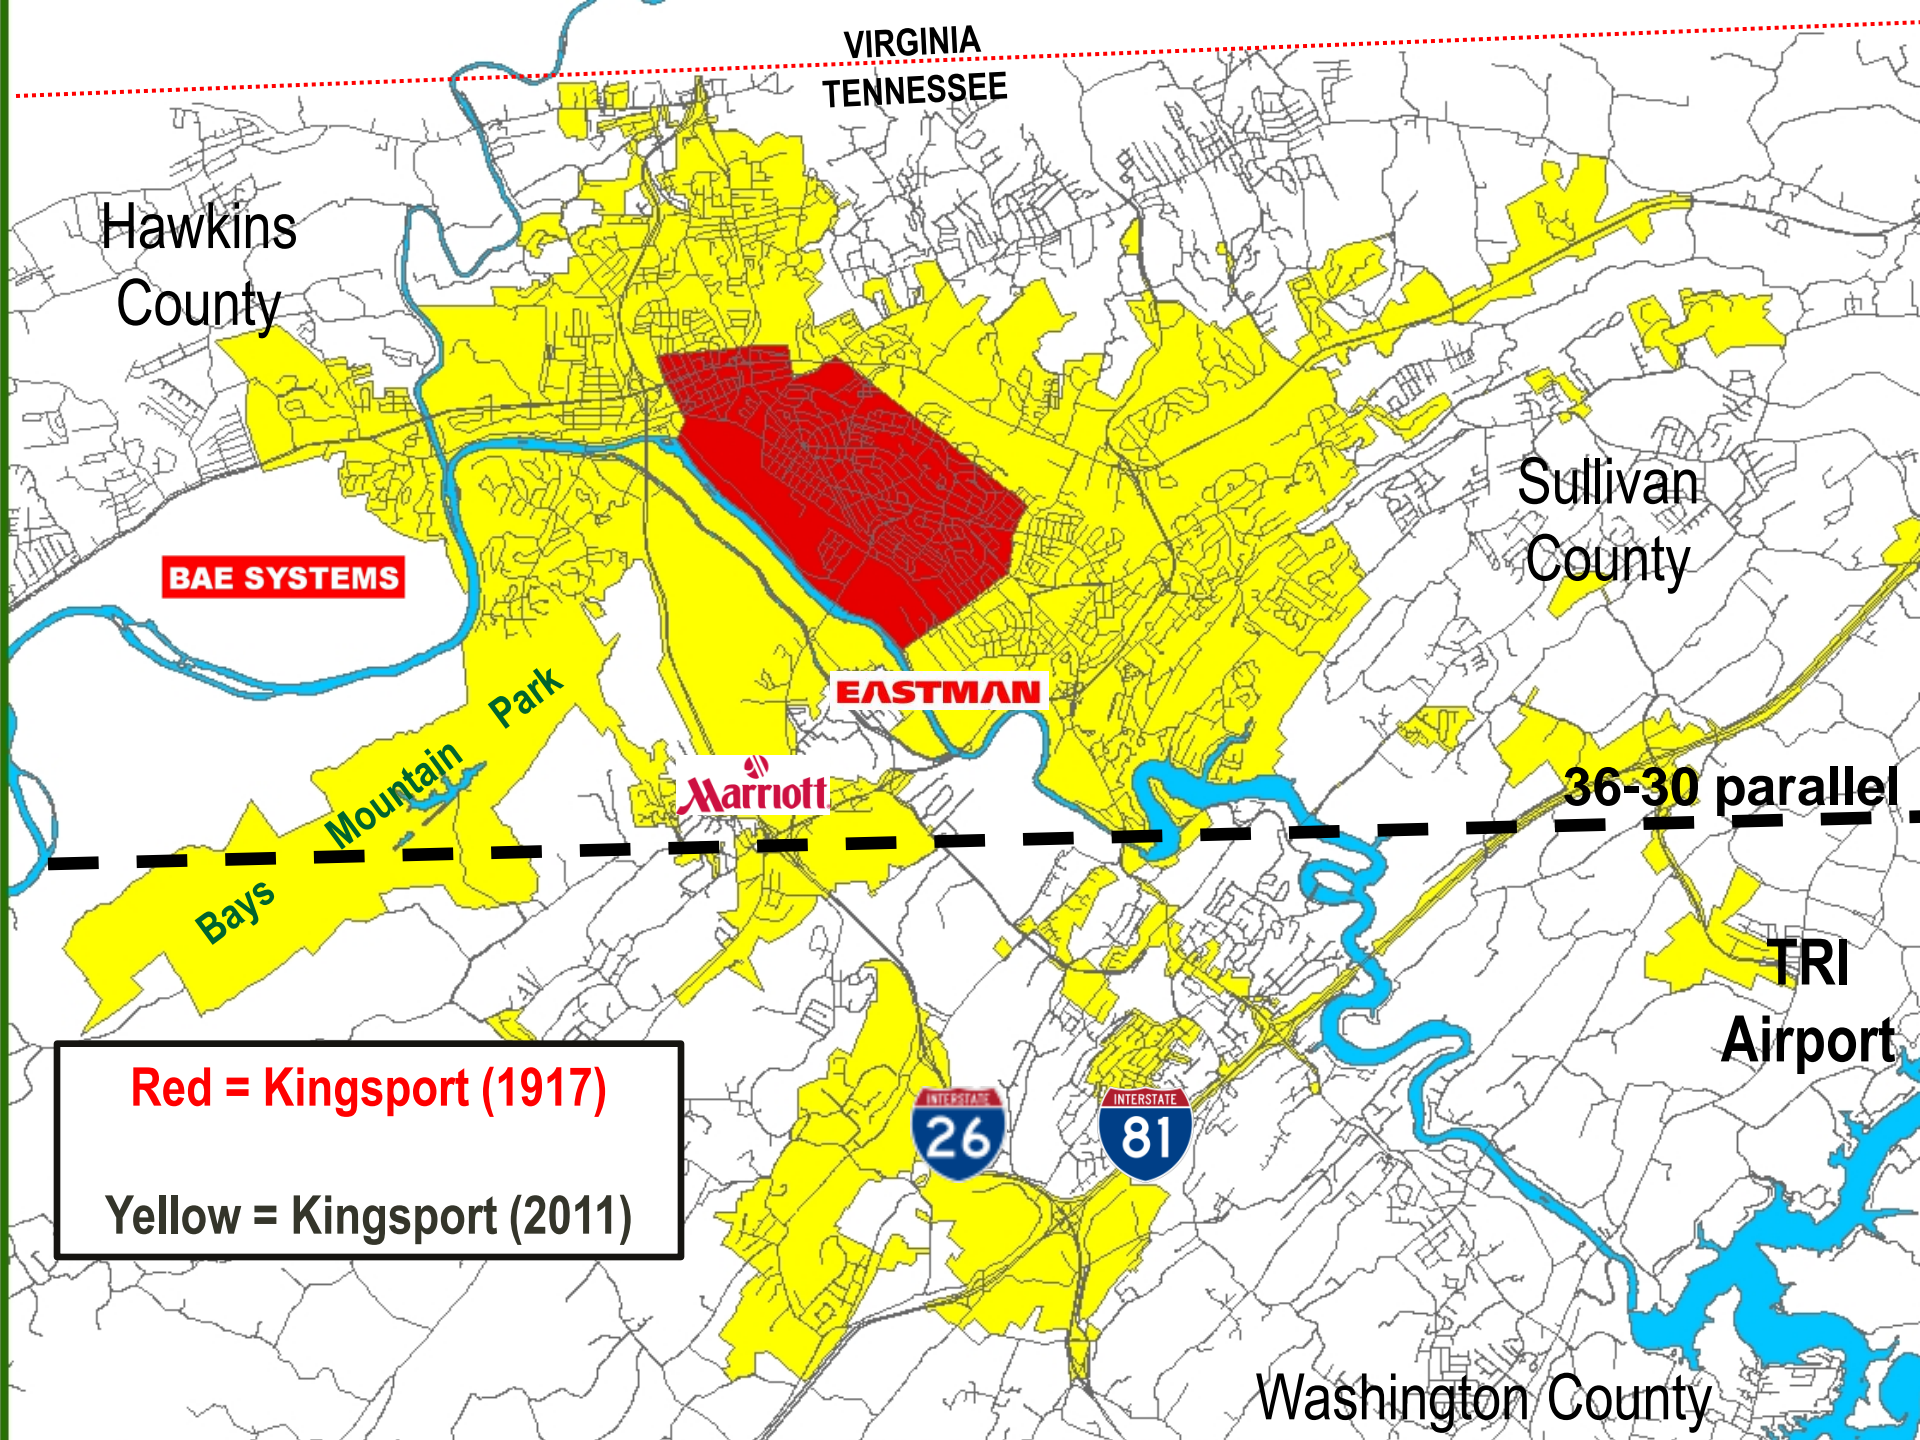 VIRGINIA
TENNESSEE
Hawkins
County
Sullivan
County
BAE SYSTEMS
Park
EASTMAN
Mountain
Marriott
36-30 parallel
Bays
TRI
Airport
Red = Kingsport (1917)
Yellow = Kingsport (2011)
INTERSTATE
26
INTERSTATE
81
Washington County